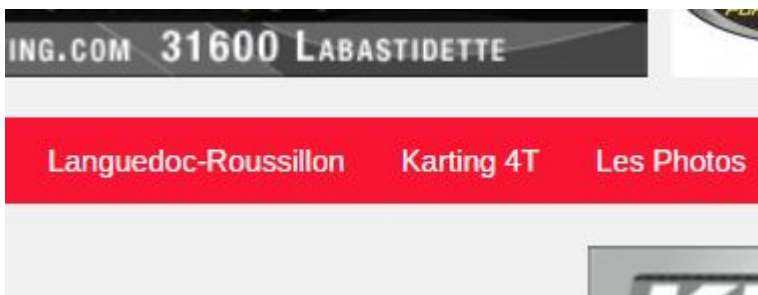 ING.COM 31600 LABASTIDETTE
Languedoc-Roussillon Karting 4T Les Photos